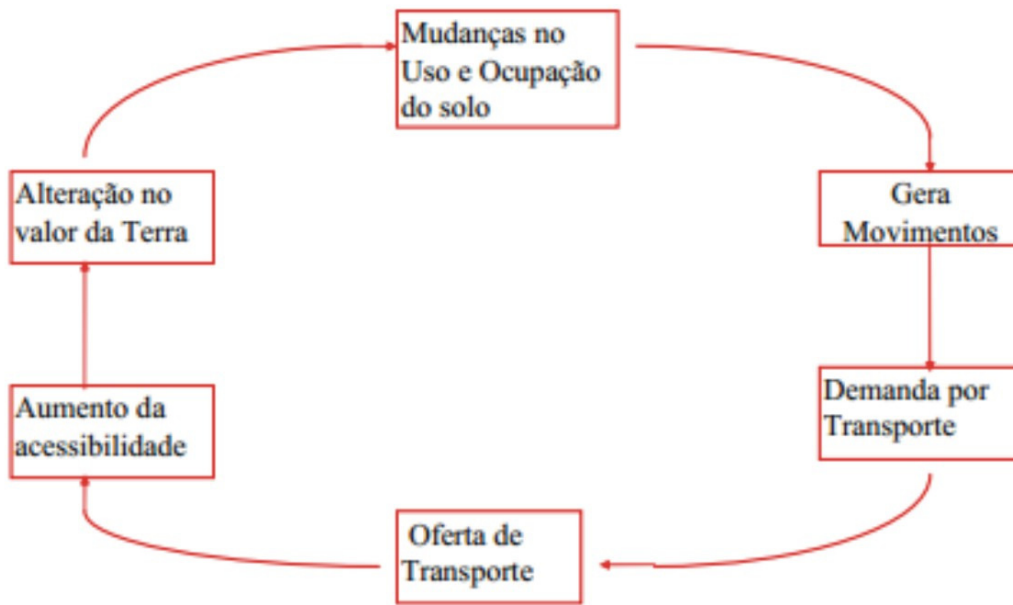 Mudanças no
Uso e Ocupação
do solo
Gera
Movimentos
Demanda por
Transporte
Oferta de
Transporte
Aumento da
acessibilidade
Alteração no
valor da Terra